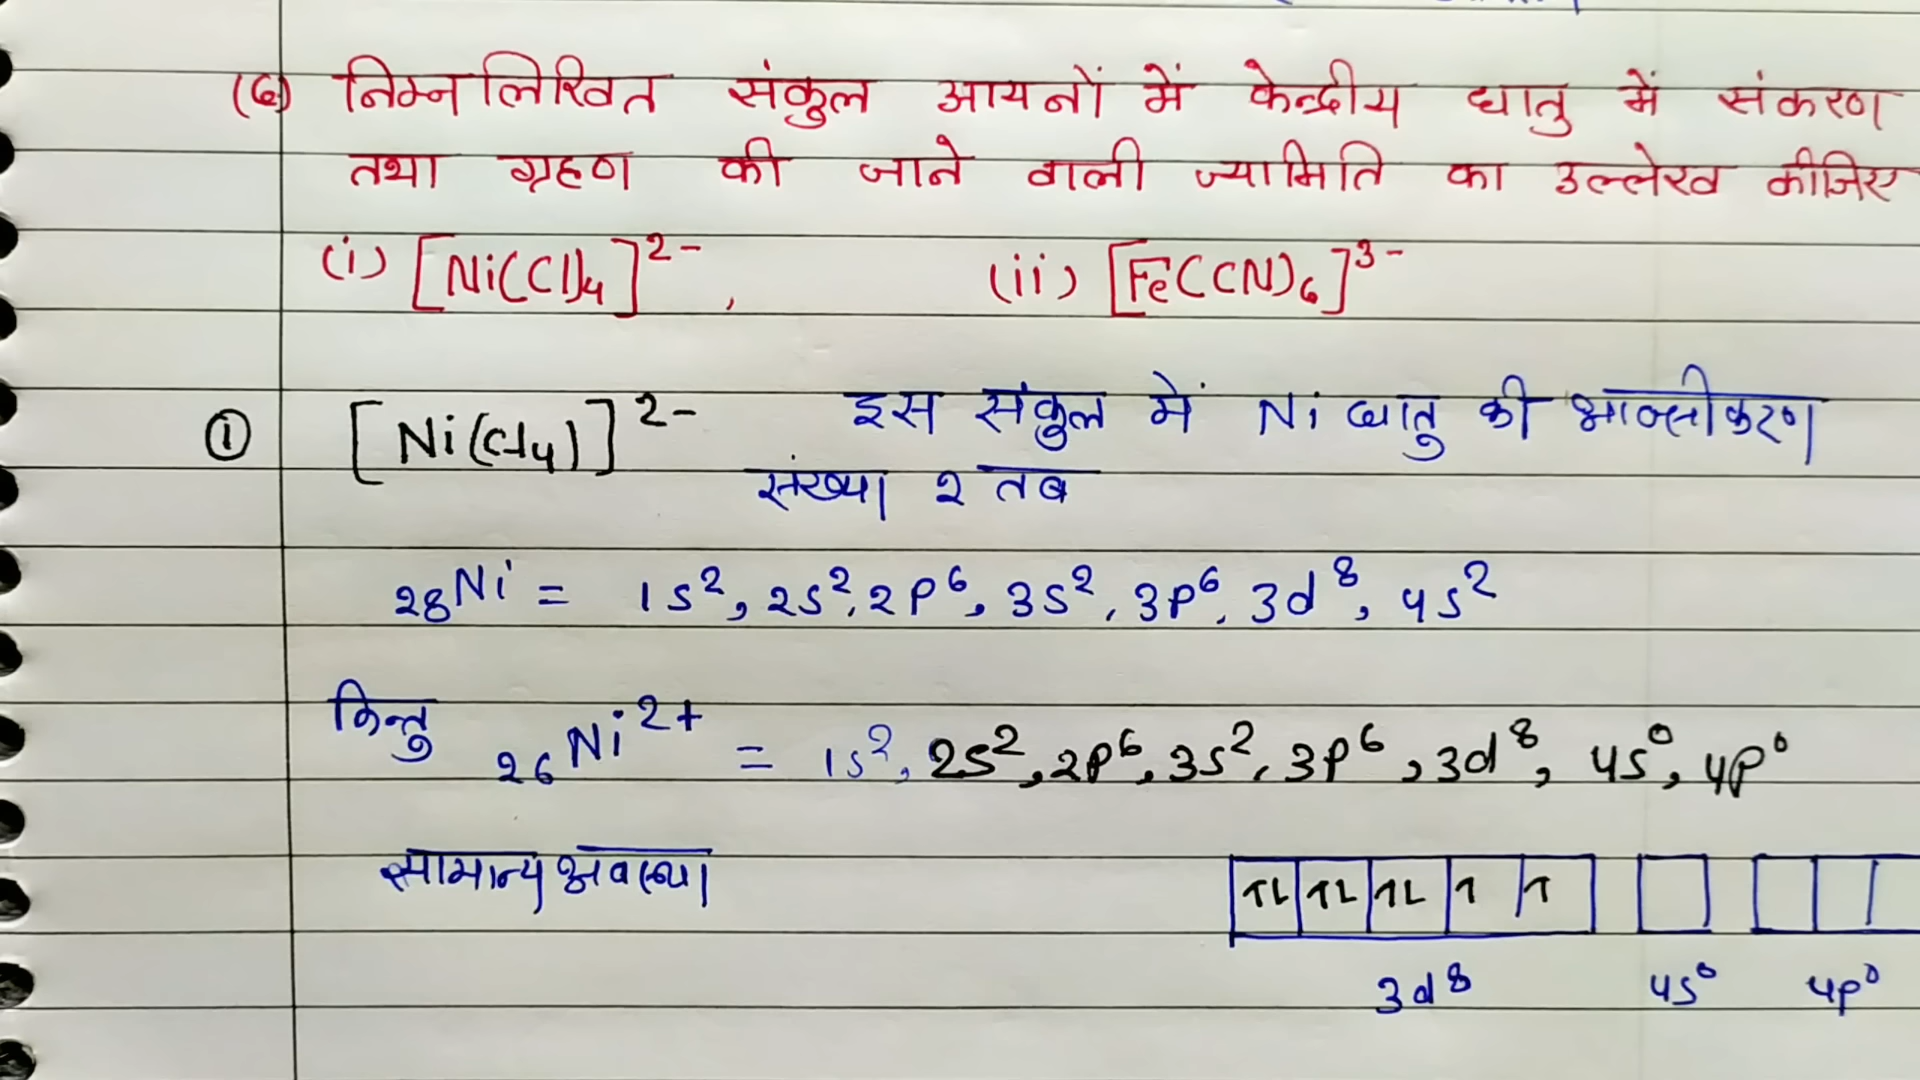 (6) निम्नलिखित संकुल आयनों में केन्द्रीय धातु में संकरण
तथा ग्रहण की जाने वाली ज्यामिति का उल्लेख कीजिए
(i) [Ni(Cl)₄]²⁻, (ii) [Fe(CN)₆]³⁻
① [Ni(Cl₄)]²⁻ इस संकुल में Ni धातु की आक्सीकरण
संख्या 2 तब
₂₈Ni = 1s², 2s², 2p⁶, 3s², 3p⁶, 3d⁸, 4s²
किन्तु ₂₆Ni²⁺ = 1s², 2s², 2p⁶, 3s², 3p⁶, 3d⁸, 4s⁰, 4p⁰
सामान्य अवस्था ↿⇂ ↿⇂ ↿⇂ ↿ ↿
3d⁸ 4s⁰ 4p⁰